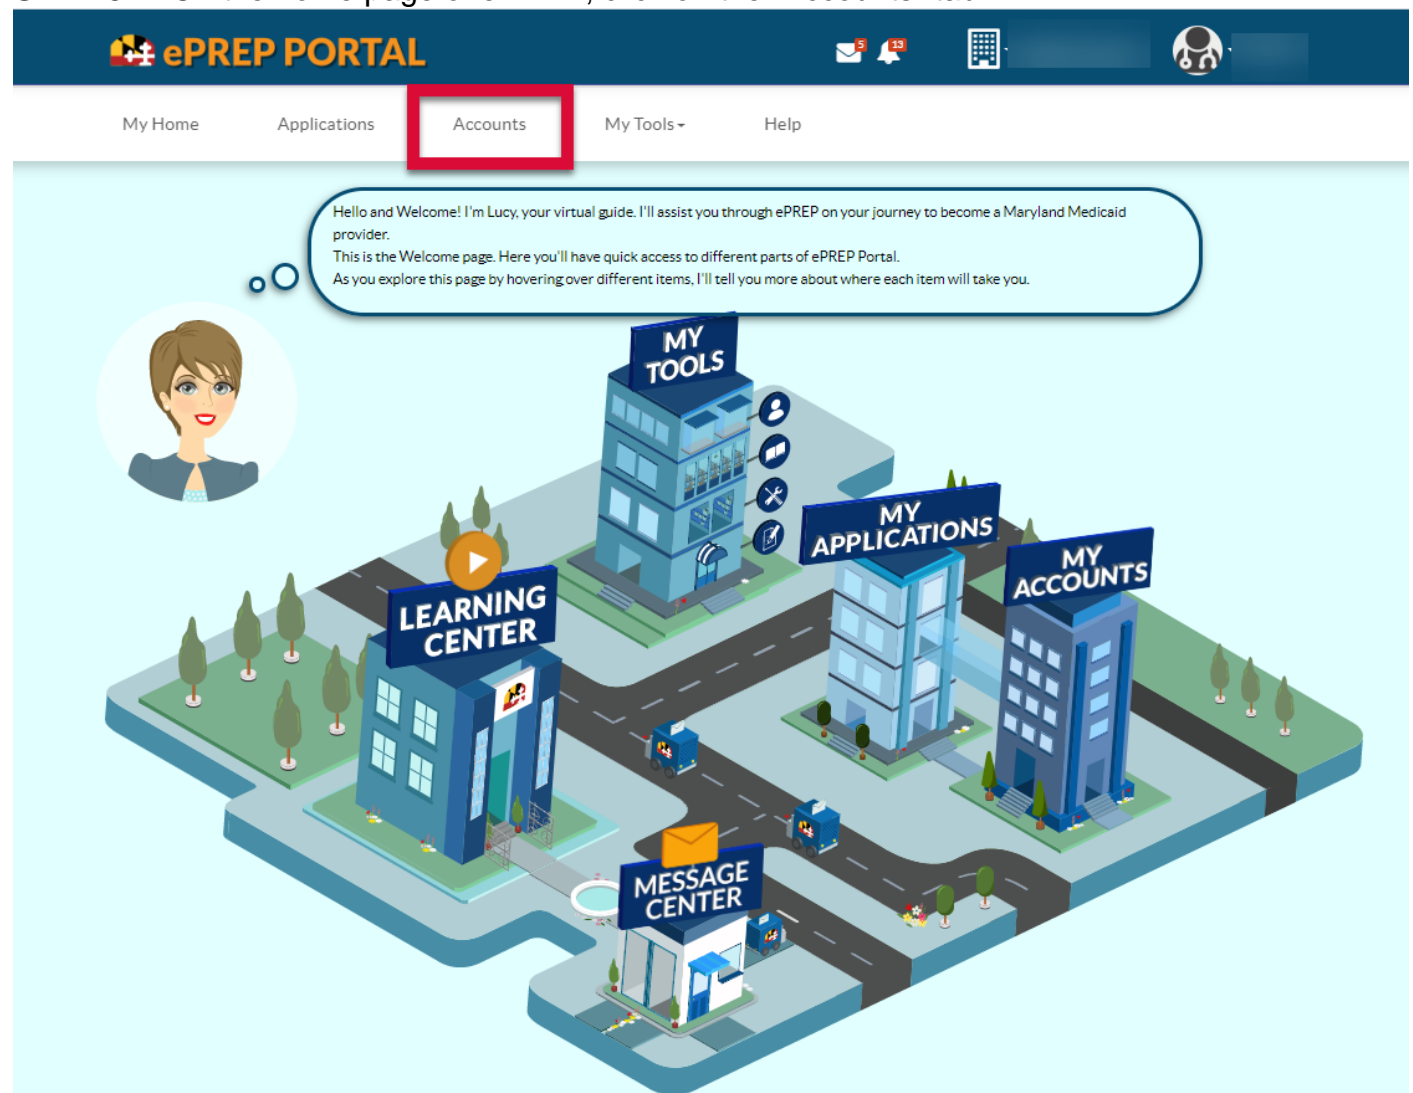 ePREP PORTAL
5
13
My Home
Applications
Accounts
My Tools
Help
Hello and Welcome! I'm Lucy, your virtual guide. I'll assist you through ePREP on your journey to become a Maryland Medicaid
provider.
This is the Welcome page. Here you'll have quick access to different parts of ePREP Portal.
As you explore this page by hovering over different items, I'll tell you more about where each item will take you.
MY
TOOLS
MY
APPLICATIONS
MY
ACCOUNTS
LEARNING
CENTER
MESSAGE
CENTER